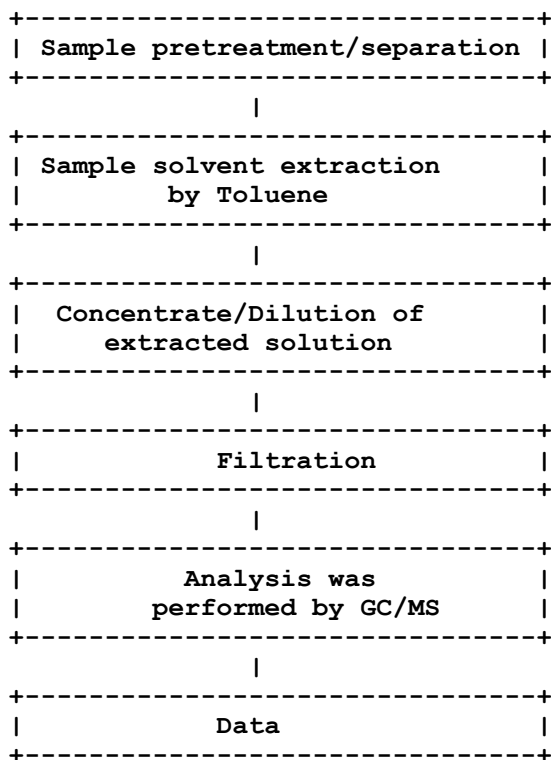 Sample pretreatment/separation
Sample solvent extraction
by Toluene
Concentrate/Dilution of
extracted solution
Filtration
Analysis was
performed by GC/MS
Data